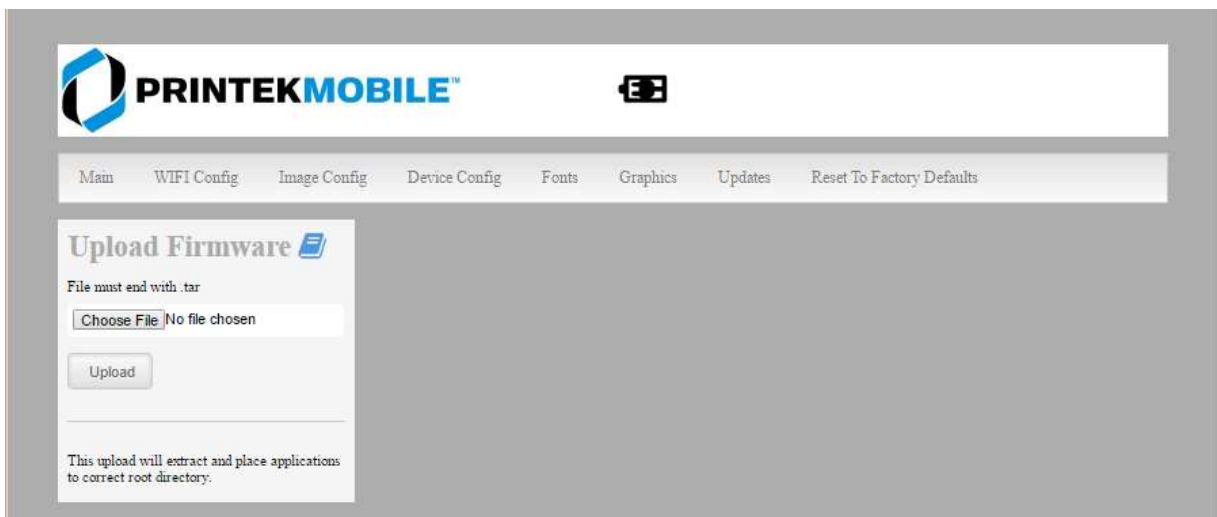 PRINTEKMOBILE™
Main WIFI Config Image Config Device Config Fonts Graphics Updates Reset To Factory Defaults
Upload Firmware
File must end with .tar
Choose File No file chosen
Upload
This upload will extract and place applications
to correct root directory.